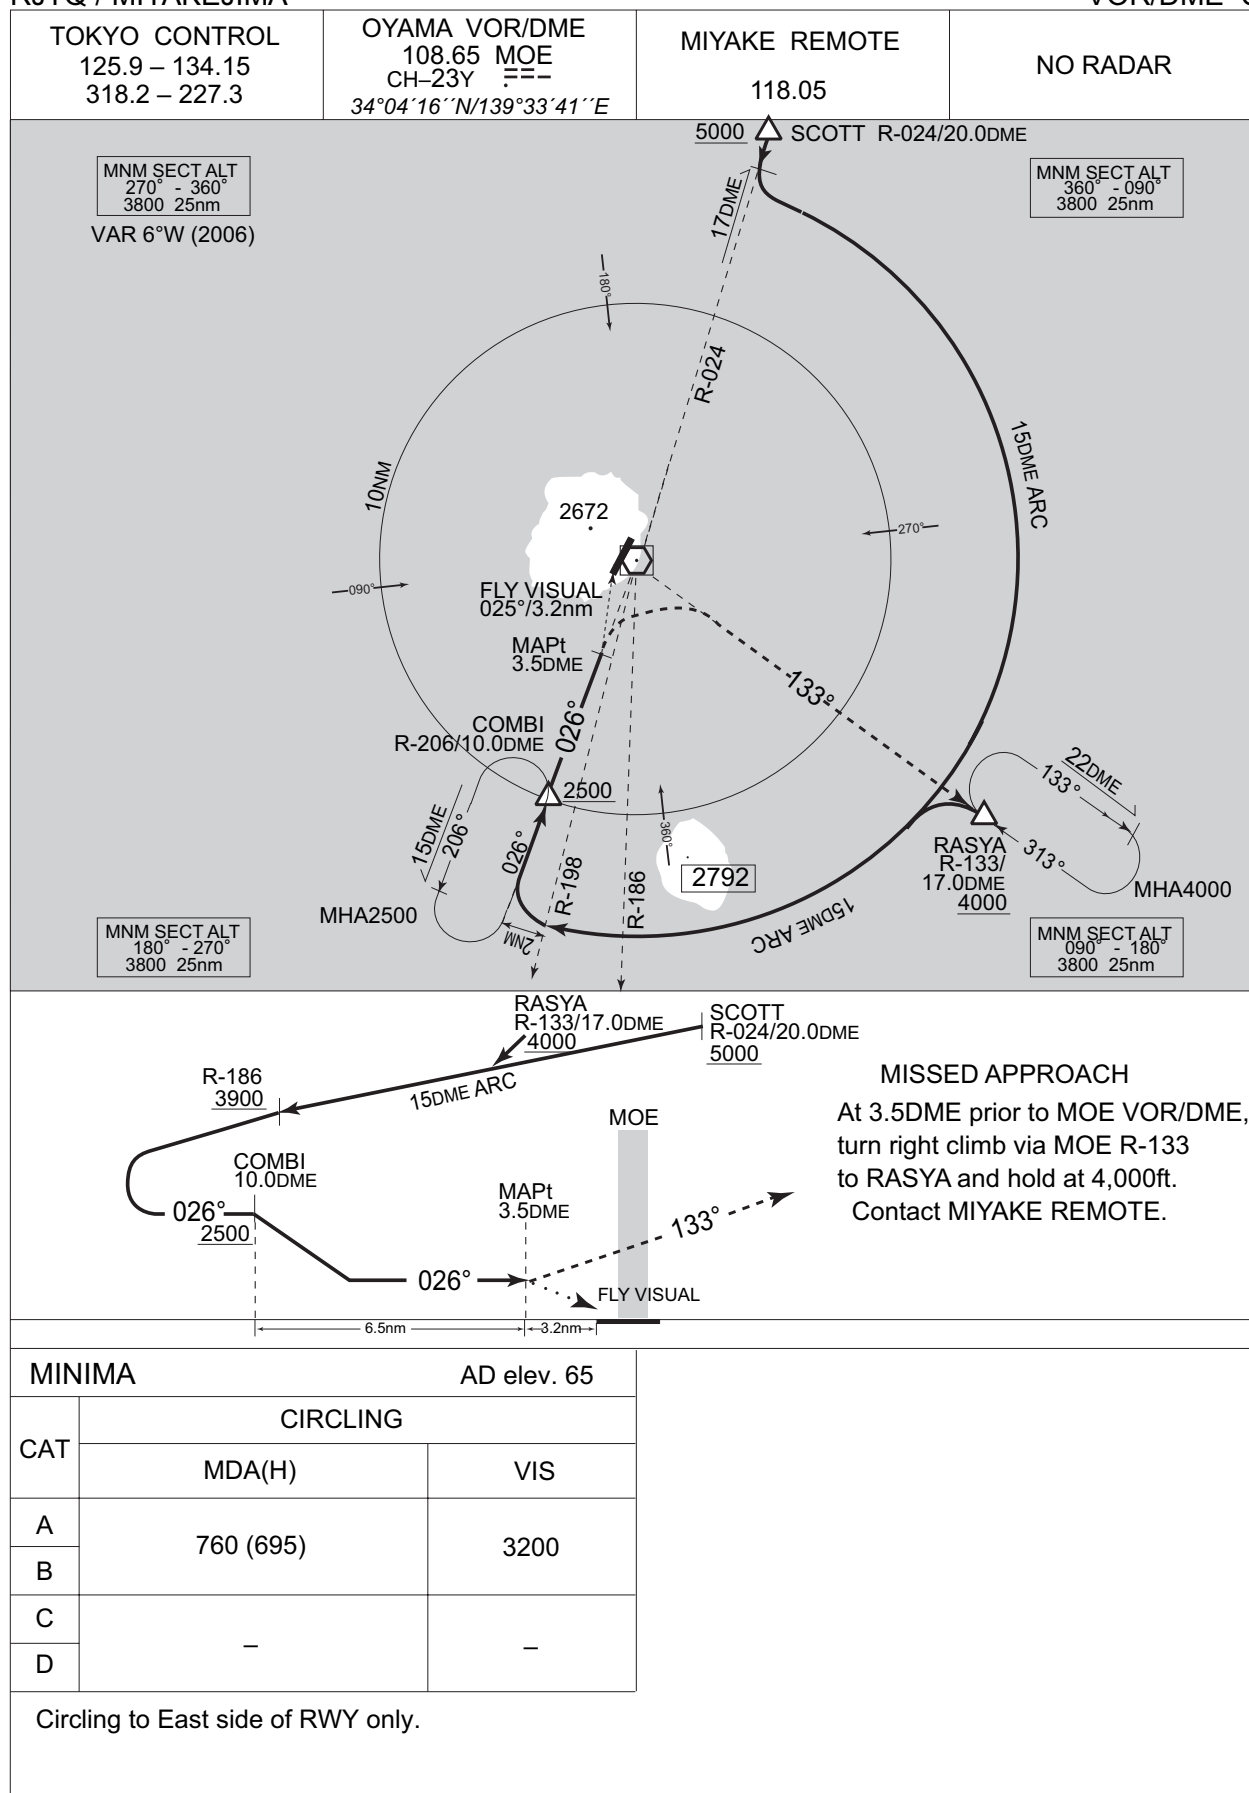 TOKYO CONTROL
125.9 – 134.15
318.2 – 227.3
OYAMA VOR/DME
108.65 MOE
CH–23Y
34°04´16´´N/139°33´41´´E
MIYAKE REMOTE
118.05
NO RADAR
5000 SCOTT R-024/20.0DME
MNM SECT ALT
270° - 360°
3800 25nm
VAR 6°W (2006)
MNM SECT ALT
360° - 090°
3800 25nm
17DME
180°
R-024
15DME ARC
10NM
2672
270°
090°
FLY VISUAL
025°/3.2nm
MAPt
3.5DME
133°
026°
COMBI
R-206/10.0DME
2500
22DME
133°
313°
15DME
206°
026°
360°
R-198
R-186
2792
RASYA
R-133/
17.0DME
4000
MHA4000
MHA2500
2NM
15DME ARC
MNM SECT ALT
180° - 270°
3800 25nm
MNM SECT ALT
090° - 180°
3800 25nm
RASYA
R-133/17.0DME
4000
SCOTT
R-024/20.0DME
5000
R-186
3900
15DME ARC
MOE
COMBI
10.0DME
026°
2500
MAPt
3.5DME
133°
026°
FLY VISUAL
6.5nm
3.2nm
MISSED APPROACH
At 3.5DME prior to MOE VOR/DME,
turn right climb via MOE R-133
to RASYA and hold at 4,000ft.
Contact MIYAKE REMOTE.
MINIMA AD elev. 65
CAT CIRCLING
MDA(H) VIS
A
B
760 (695) 3200
C
D
– –
Circling to East side of RWY only.